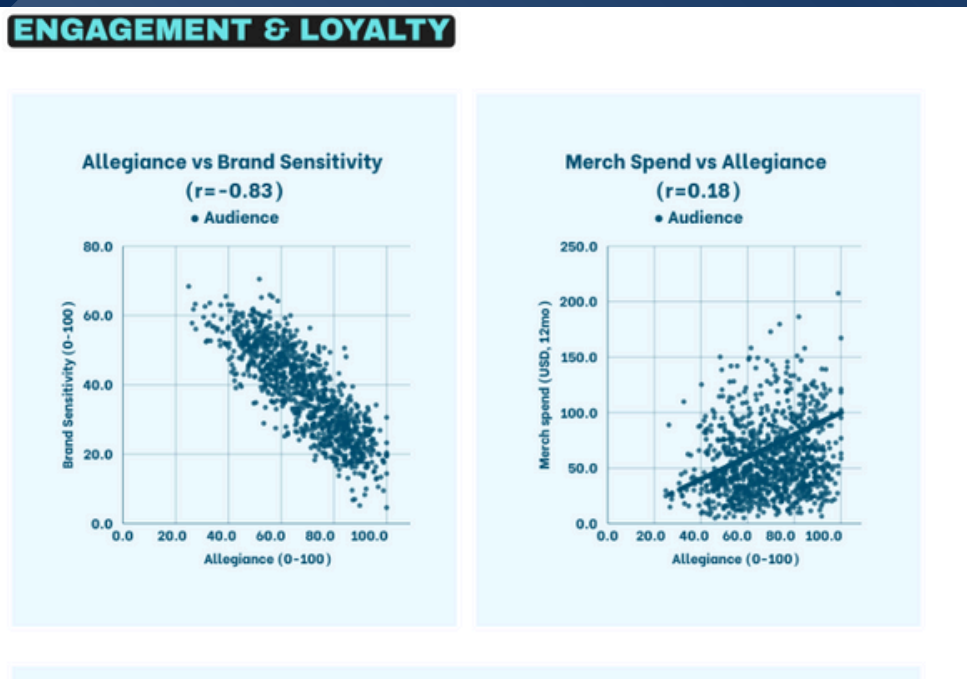 ENGAGEMENT & LOYALTY
Allegiance vs Brand Sensitivity
(r=-0.83)
• Audience
80.0
60.0
40.0
20.0
0.0
Brand Sensitivity (0-100)
0.0 20.0 40.0 60.0 80.0 100.0
Allegiance (0-100)
Merch Spend vs Allegiance
(r=0.18)
• Audience
250.0
200.0
150.0
100.0
50.0
0.0
Merch spend (USD, 12mo)
0.0 20.0 40.0 60.0 80.0 100.0
Allegiance (0-100)